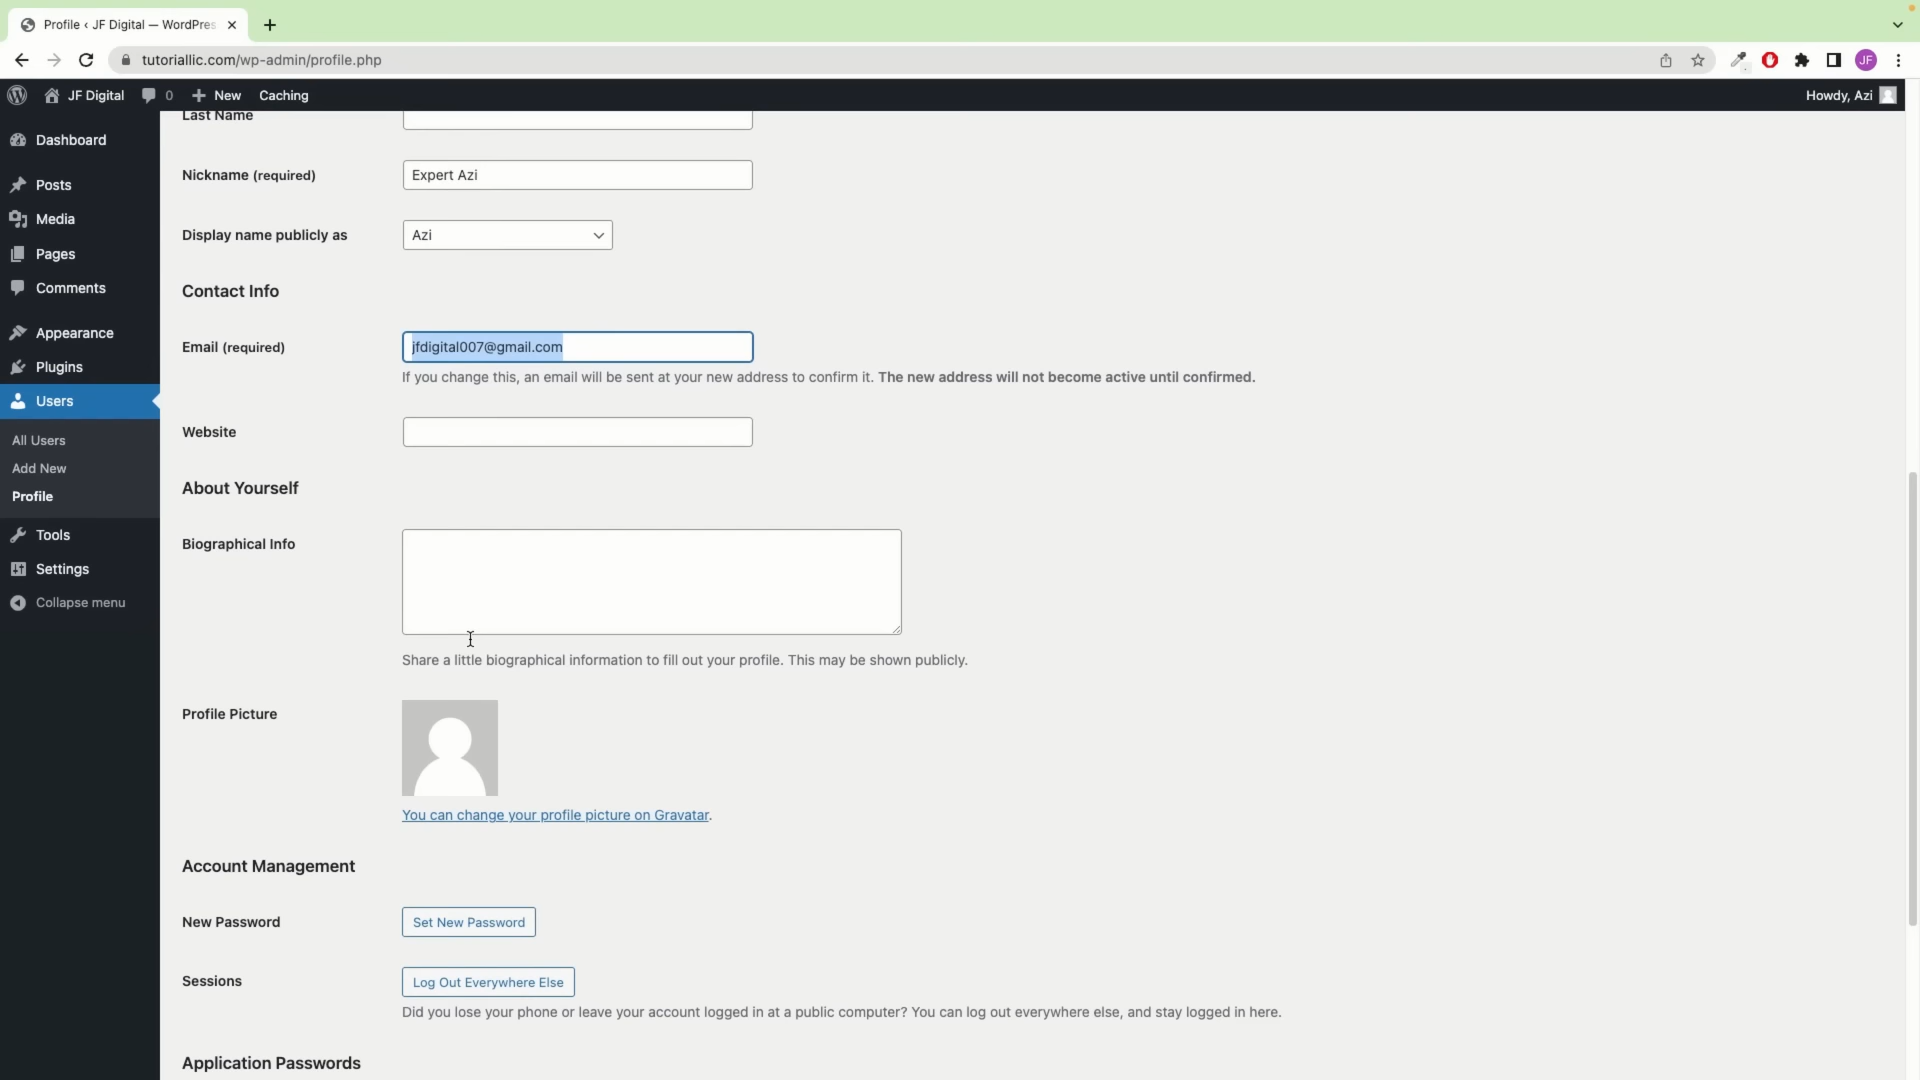 Profile ‹ JF Digital — WordPres
tutoriallic.com/wp-admin/profile.php
JF
JF Digital
0
New
Caching
Howdy, Azi
Dashboard
Posts
Media
Pages
Comments
Appearance
Plugins
Users
All Users
Add New
Profile
Tools
Settings
Collapse menu
Last Name
Nickname (required)
Expert Azi
Display name publicly as
Azi
Contact Info
Email (required)
jfdigital007@gmail.com
If you change this, an email will be sent at your new address to confirm it. The new address will not become active until confirmed.
Website
About Yourself
Biographical Info
Share a little biographical information to fill out your profile. This may be shown publicly.
Profile Picture
You can change your profile picture on Gravatar.
Account Management
New Password
Set New Password
Sessions
Log Out Everywhere Else
Did you lose your phone or leave your account logged in at a public computer? You can log out everywhere else, and stay logged in here.
Application Passwords